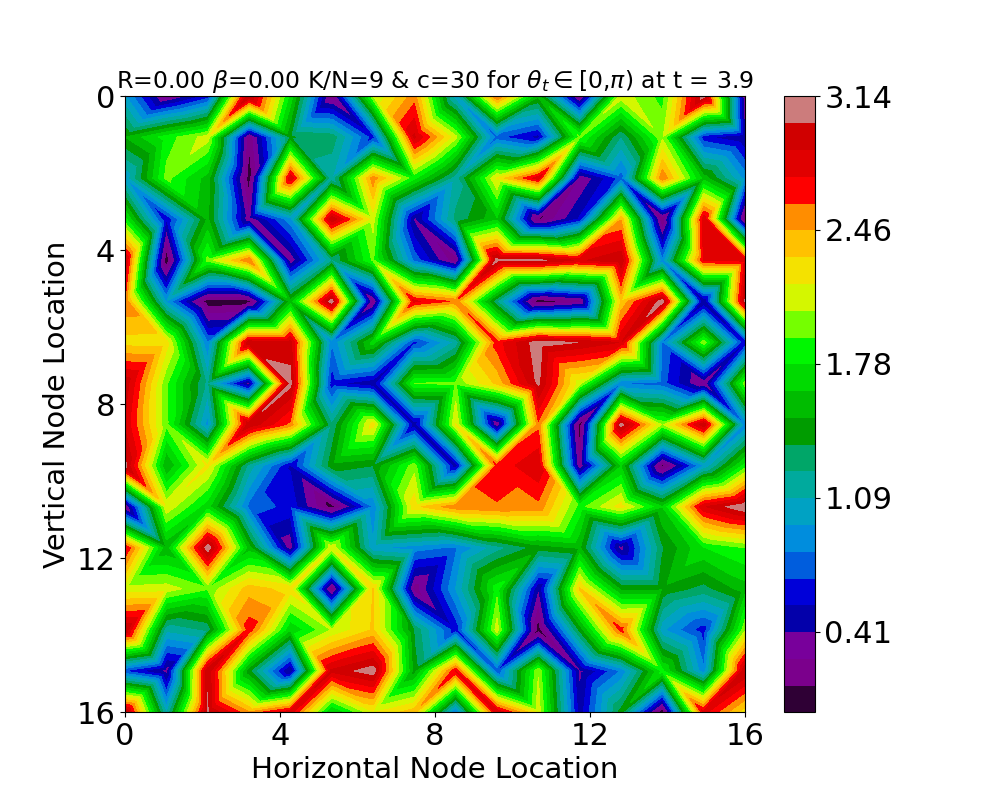 R=0.00 β=0.00 K/N=9 & c=30 for θ_t ∈ [0,π) at t = 3.9
0
4
8
12
16
Vertical Node Location
0 4 8 12 16
Horizontal Node Location
3.14
2.46
1.78
1.09
0.41